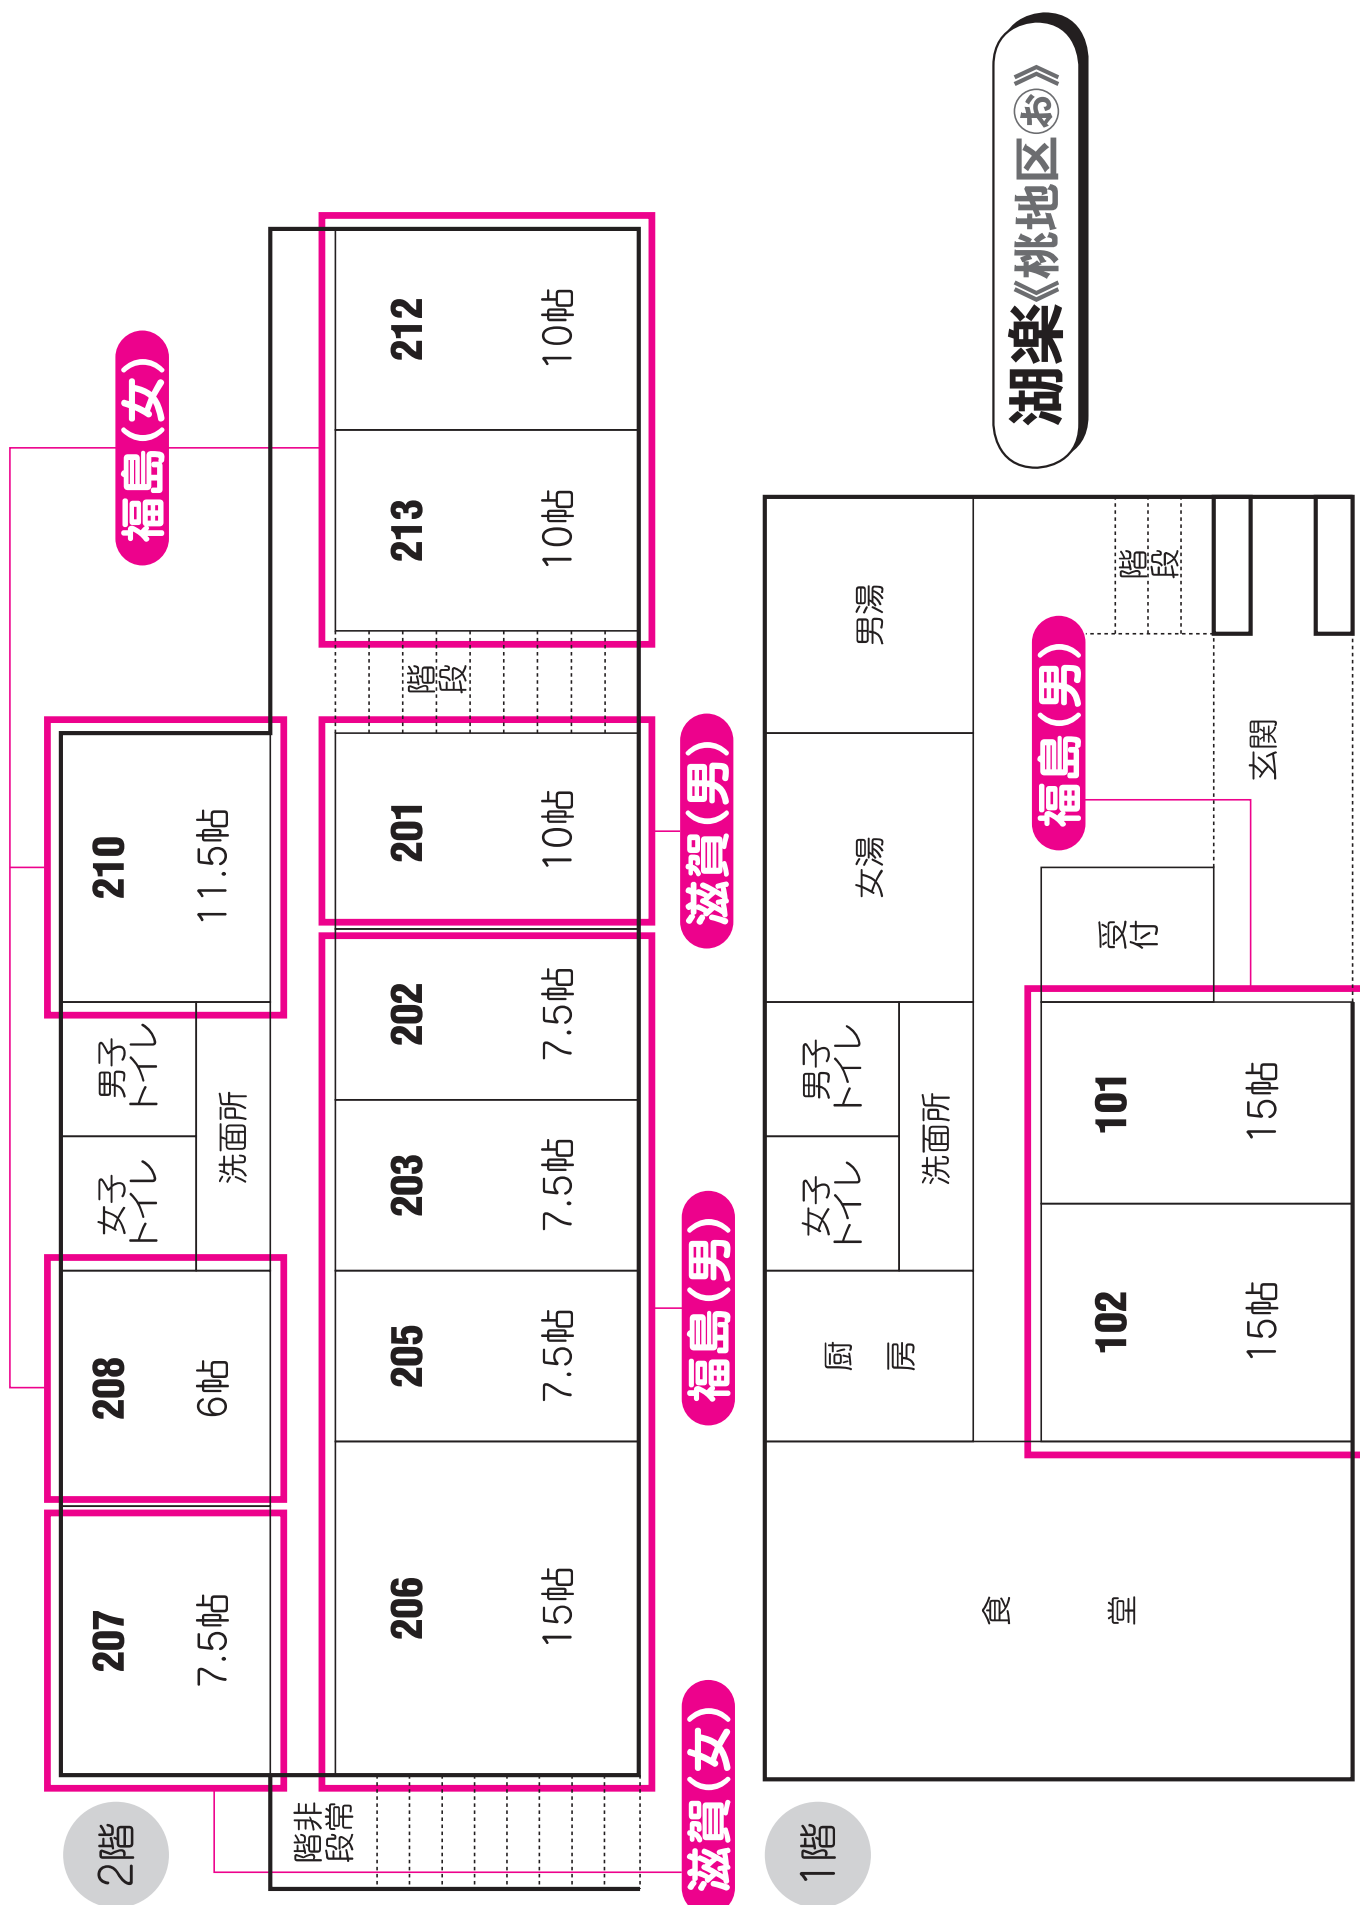 湖楽《桃地区㊊》
2階
福島(女)
210
11.5帖
男子
トイレ
女子
トイレ
洗面所
208
6帖
207
7.5帖
212
10帖
213
10帖
階段
201
10帖
202
7.5帖
203
7.5帖
205
7.5帖
206
15帖
非常
階段
滋賀(男)
福島(男)
滋賀(女)
1階
男湯
女湯
男子
トイレ
女子
トイレ
洗面所
厨房
食堂
階段
玄関
受付
福島(男)
101
15帖
102
15帖